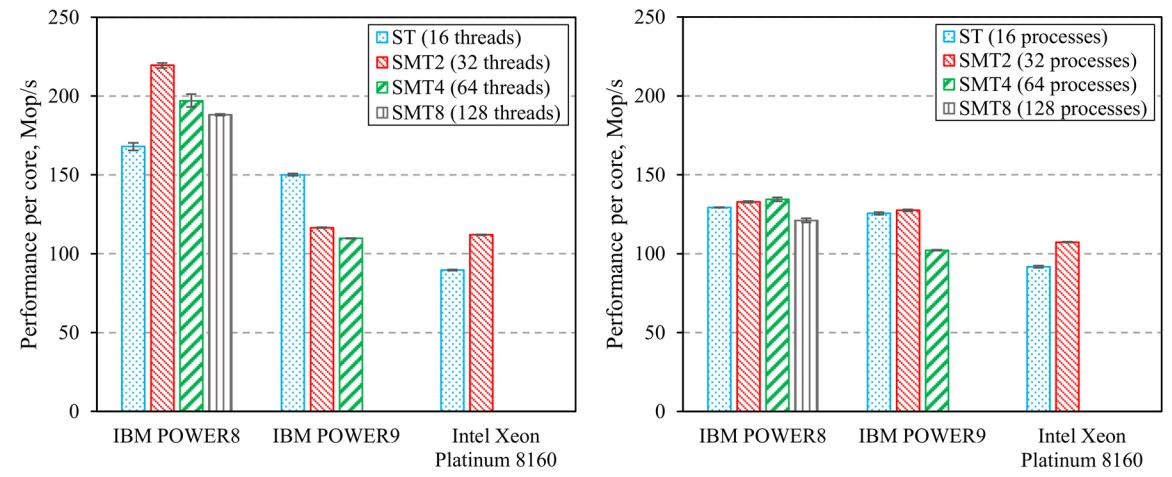 Performance per core, Mop/s
250
200
150
100
50
0
ST (16 threads)
SMT2 (32 threads)
SMT4 (64 threads)
SMT8 (128 threads)
IBM POWER8
IBM POWER9
Intel Xeon
Platinum 8160
Performance per core, Mop/s
250
200
150
100
50
0
ST (16 processes)
SMT2 (32 processes)
SMT4 (64 processes)
SMT8 (128 processes)
IBM POWER8
IBM POWER9
Intel Xeon
Platinum 8160